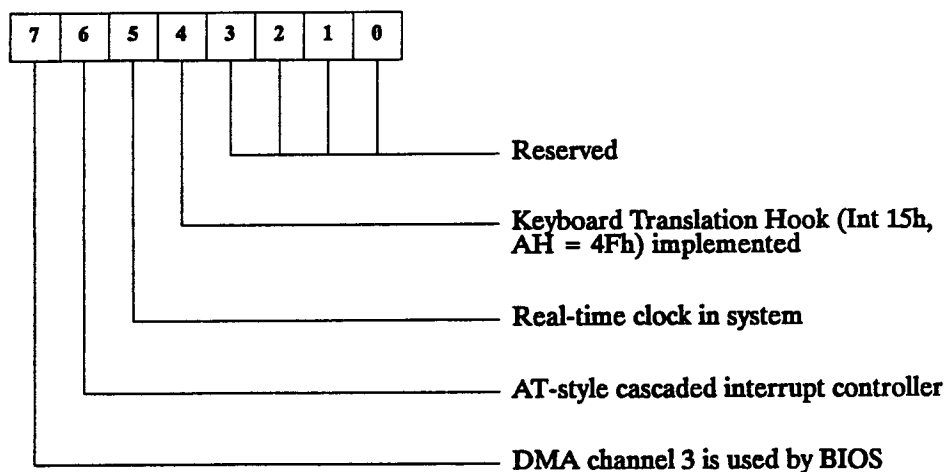 7 6 5 4 3 2 1 0
Reserved
Keyboard Translation Hook (Int 15h,
AH = 4Fh) implemented
Real-time clock in system
AT-style cascaded interrupt controller
DMA channel 3 is used by BIOS